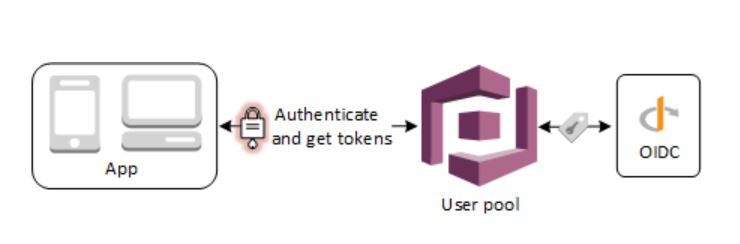 Authenticate
and get tokens
App
OIDC
User pool